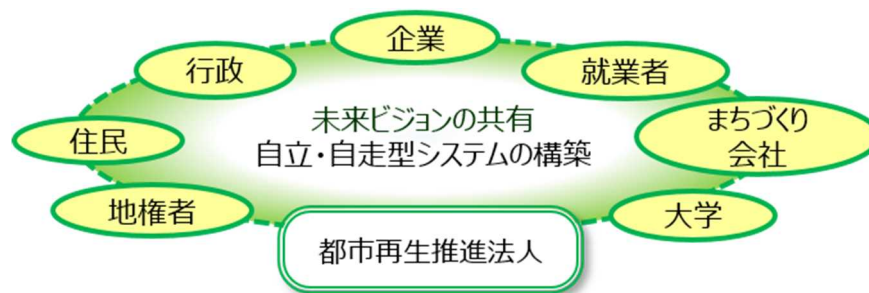 企業
行政
就業者
未来ビジョンの共有
自立・自走型システムの構築
住民
まちづくり
会社
地権者
大学
都市再生推進法人